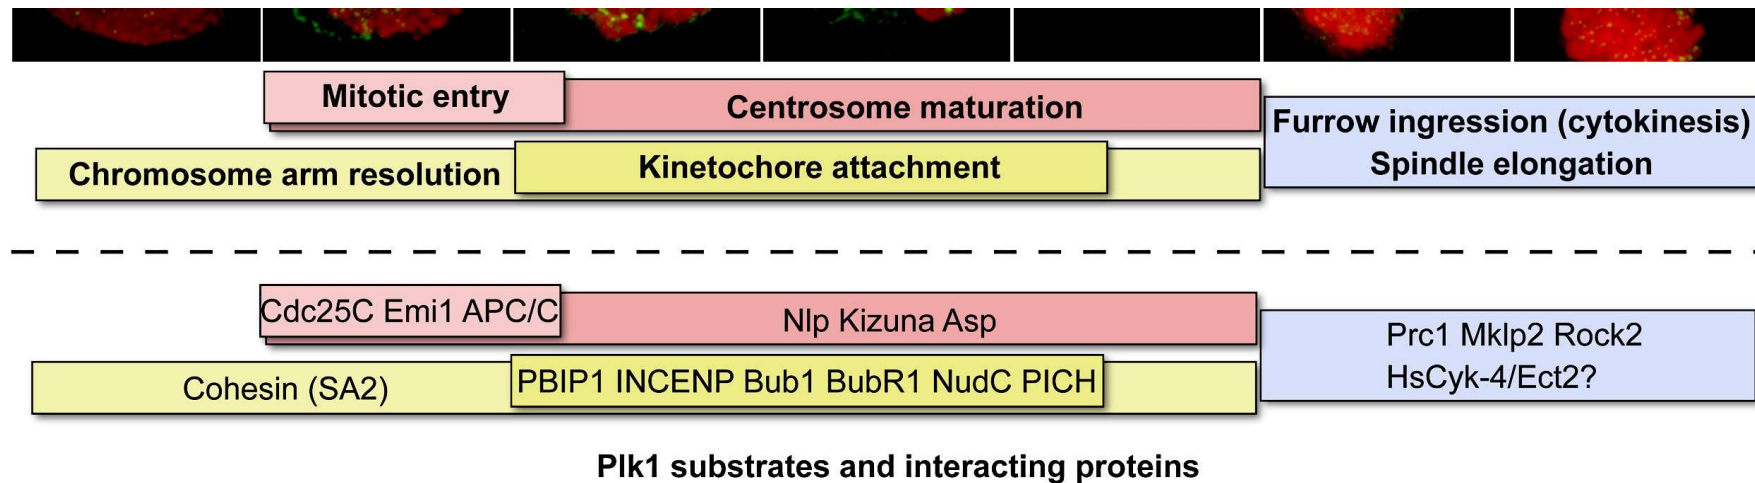 Mitotic entry
Centrosome maturation
Furrow ingression (cytokinesis)
Spindle elongation
Chromosome arm resolution
Kinetochore attachment
Cdc25C Emi1 APC/C
Nlp Kizuna Asp
Prc1 Mklp2 Rock2
HsCyk-4/Ect2?
Cohesin (SA2)
PBIP1 INCENP Bub1 BubR1 NudC PICH
Plk1 substrates and interacting proteins